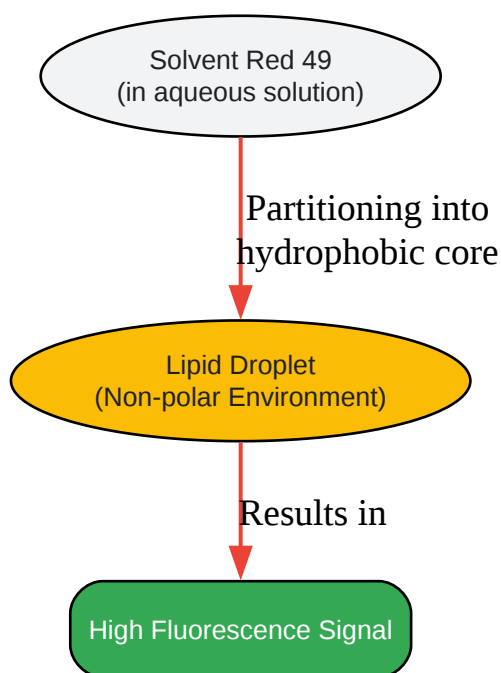 Solvent Red 49
(in aqueous solution)
Partitioning into
hydrophobic core
Lipid Droplet
(Non-polar Environment)
Results in
High Fluorescence Signal